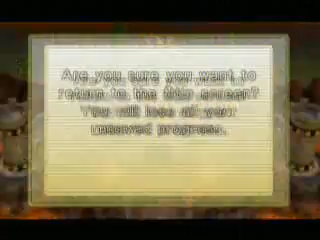 Are you sure you want to
return to the title screen?
You will lose all your
unsaved progress.